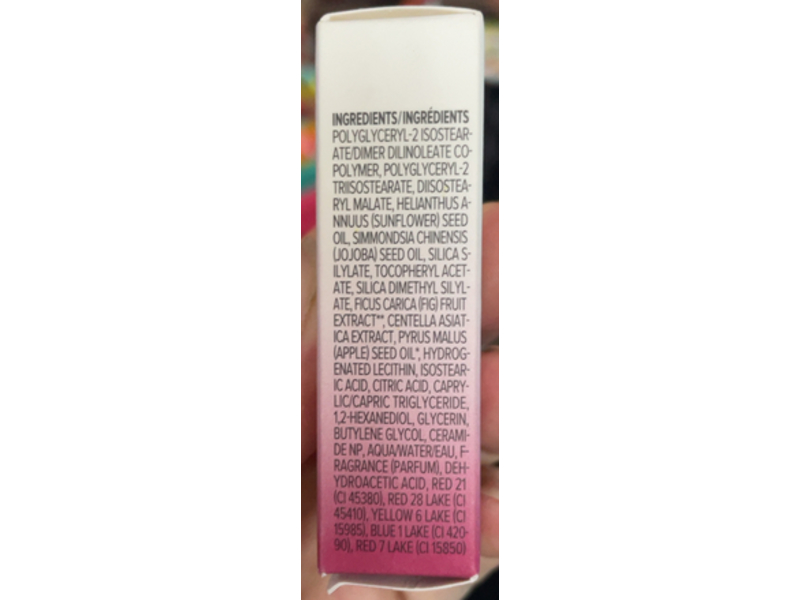 INGREDIENTS/INGRÉDIENTS
POLYGLYCERYL-2 ISOSTEAR-
ATE/DIMER DILINOLEATE CO-
POLYMER, POLYGLYCERYL-2
TRIISOSTEARATE, DIISOSTEA-
RYL MALATE, HELIANTHUS A-
NNUUS (SUNFLOWER) SEED
OIL, SIMMONDSIA CHINENSIS
(JOJOBA) SEED OIL, SILICA S-
ILYLATE, TOCOPHERYL ACET-
ATE, SILICA DIMETHYL SILYL-
ATE, FICUS CARICA (FIG) FRUIT
EXTRACT**, CENTELLA ASIAT-
ICA EXTRACT, PYRUS MALUS
(APPLE) SEED OIL*, HYDROG-
ENATED LECITHIN, ISOSTEAR-
IC ACID, CITRIC ACID, CAPRY-
LIC/CAPRIC TRIGLYCERIDE,
1,2-HEXANEDIOL, GLYCERIN,
BUTYLENE GLYCOL, CERAMI-
DE NP, AQUA/WATER/EAU, F-
RAGRANCE (PARFUM), DEH-
YDROACETIC ACID, RED 21
(CI 45380), RED 28 LAKE (CI
45410), YELLOW 6 LAKE (CI
15985), BLUE 1 LAKE (CI 420-
90), RED 7 LAKE (CI 15850)